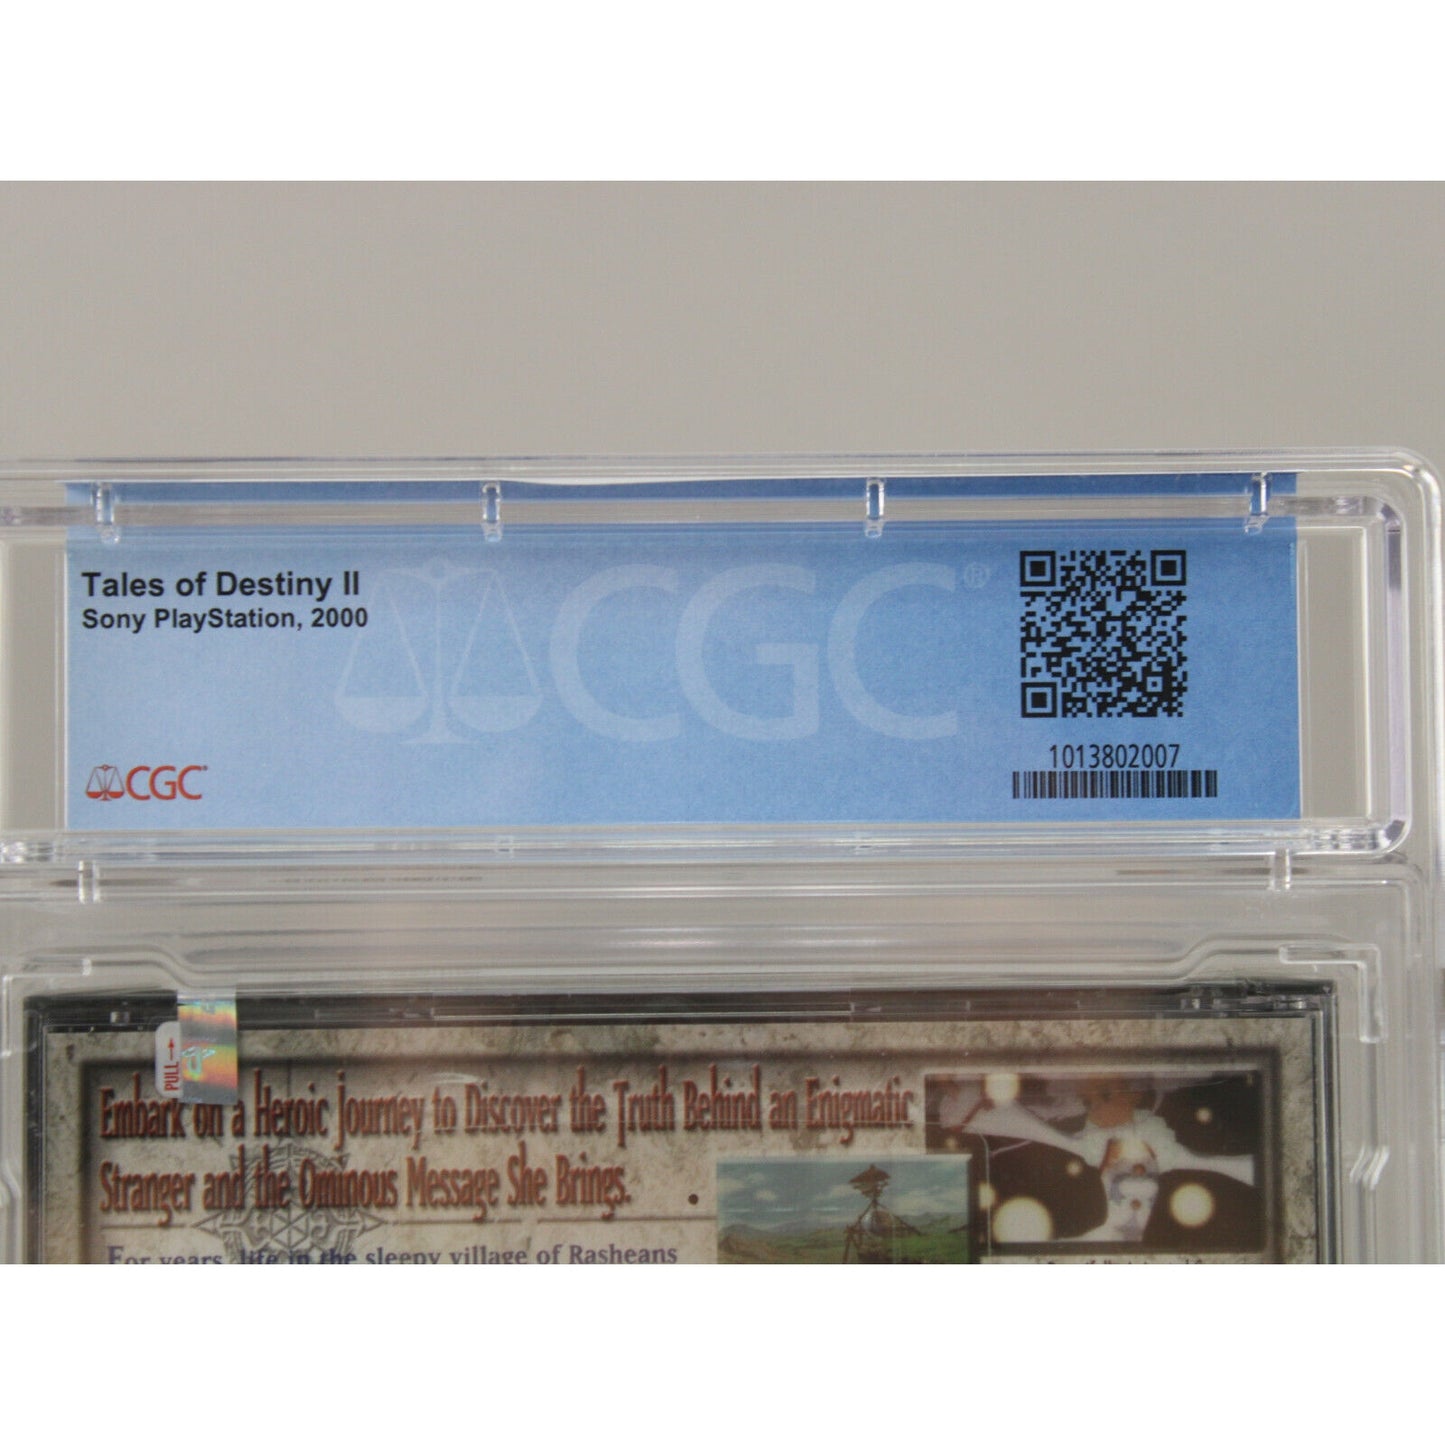 Tales of Destiny II
Sony PlayStation, 2000
CGC®
CGC
1013802007
PULL →
Embark on a Heroic Journey to Discover the Truth Behind an Enigmatic
Stranger and the Ominous Message She Brings.
For years, life in the sleepy village of Rasheans